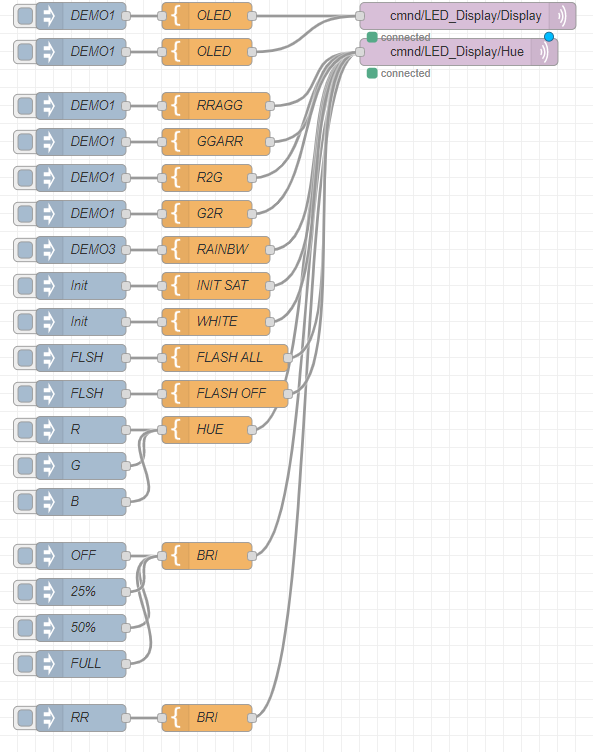 DEMO1 OLED cmnd/LED_Display/Display
connected
DEMO1 OLED cmnd/LED_Display/Hue
connected
DEMO1 RRAGG
DEMO1 GGARR
DEMO1 R2G
DEMO1 G2R
DEMO3 RAINBW
Init INIT SAT
Init WHITE
FLSH FLASH ALL
FLSH FLASH OFF
R HUE
G
B
OFF BRI
25%
50%
FULL
RR BRI